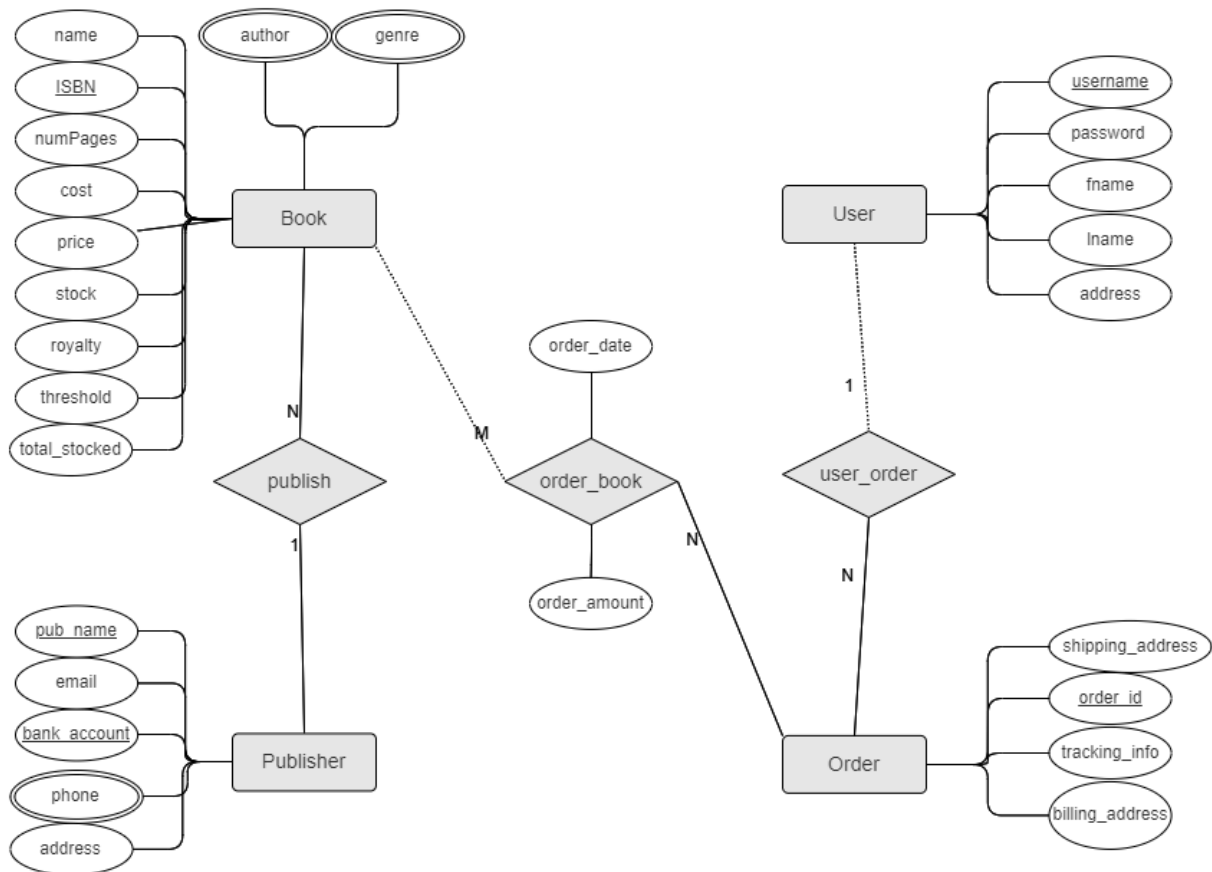 name
author
genre
ISBN
numPages
cost
price
stock
royalty
threshold
total_stocked
Book
User
username
password
fname
lname
address
order_date
N
M
1
publish
order_book
user_order
1
N
N
order_amount
pub_name
email
bank_account
phone
address
Publisher
Order
shipping_address
order_id
tracking_info
billing_address